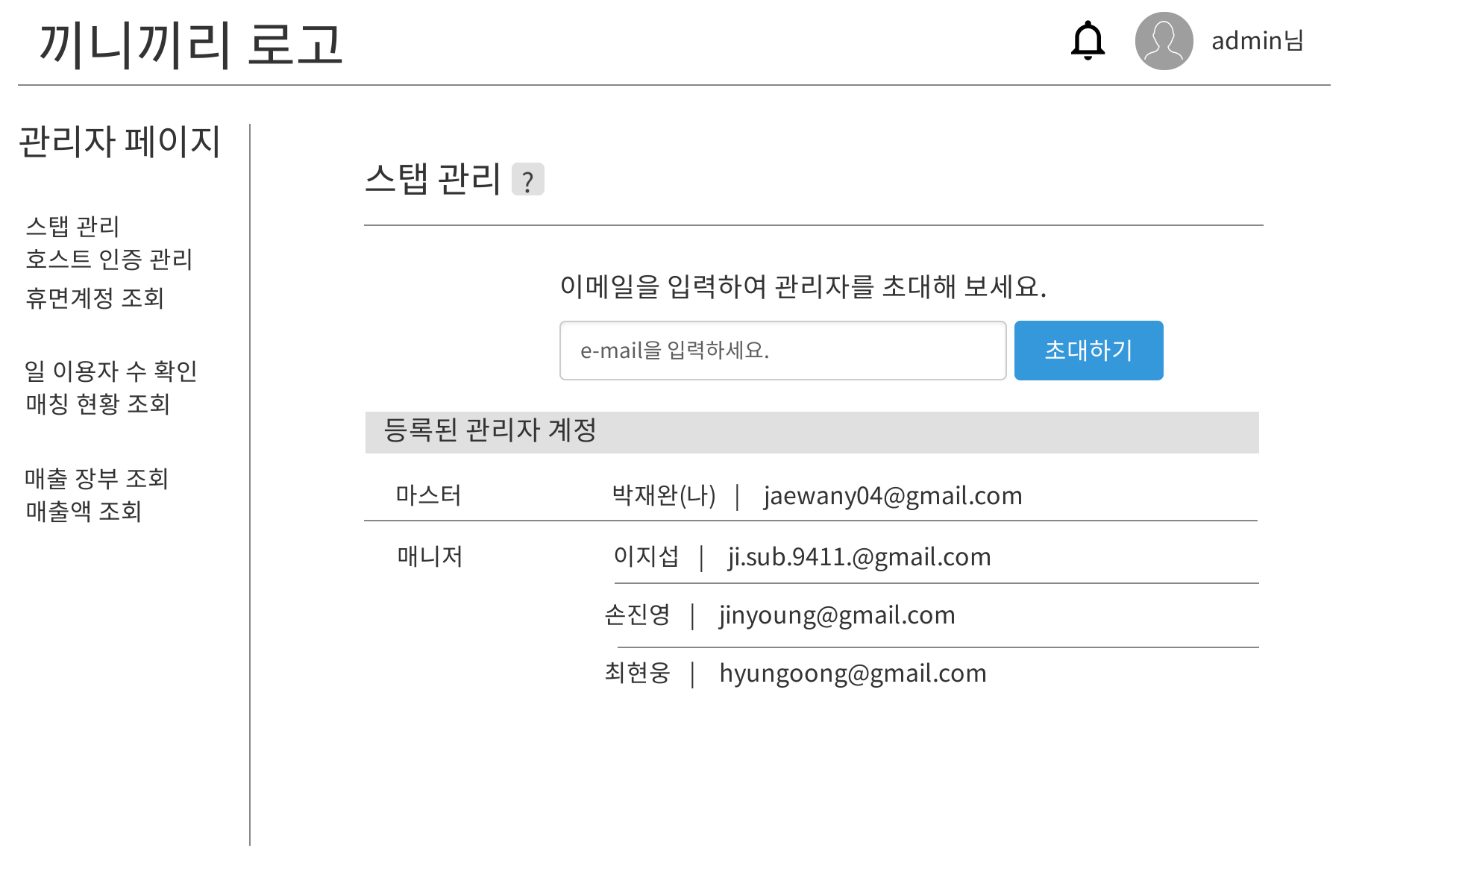 끼니끼리 로고
admin님
관리자 페이지
스탭 관리
호스트 인증 관리
휴면계정 조회
일 이용자 수 확인
매칭 현황 조회
매출 장부 조회
매출액 조회
스탭 관리 ?
이메일을 입력하여 관리자를 초대해 보세요.
e-mail을 입력하세요. 초대하기
등록된 관리자 계정
마스터 박재완(나) | jaewany04@gmail.com
매니저 이지섭 | ji.sub.9411.@gmail.com
손진영 | jinyoung@gmail.com
최현웅 | hyungoong@gmail.com